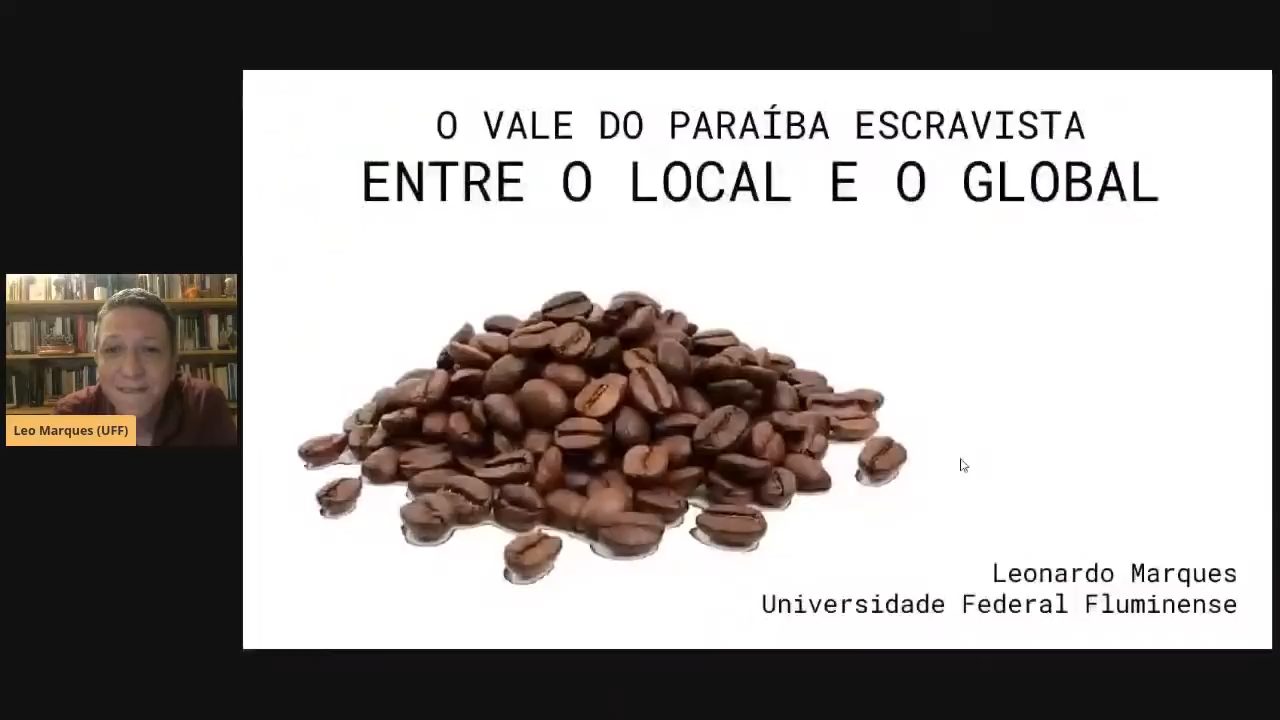 O VALE DO PARAÍBA ESCRAVISTA
ENTRE O LOCAL E O GLOBAL
Leo Marques (UFF)
Leonardo Marques
Universidade Federal Fluminense